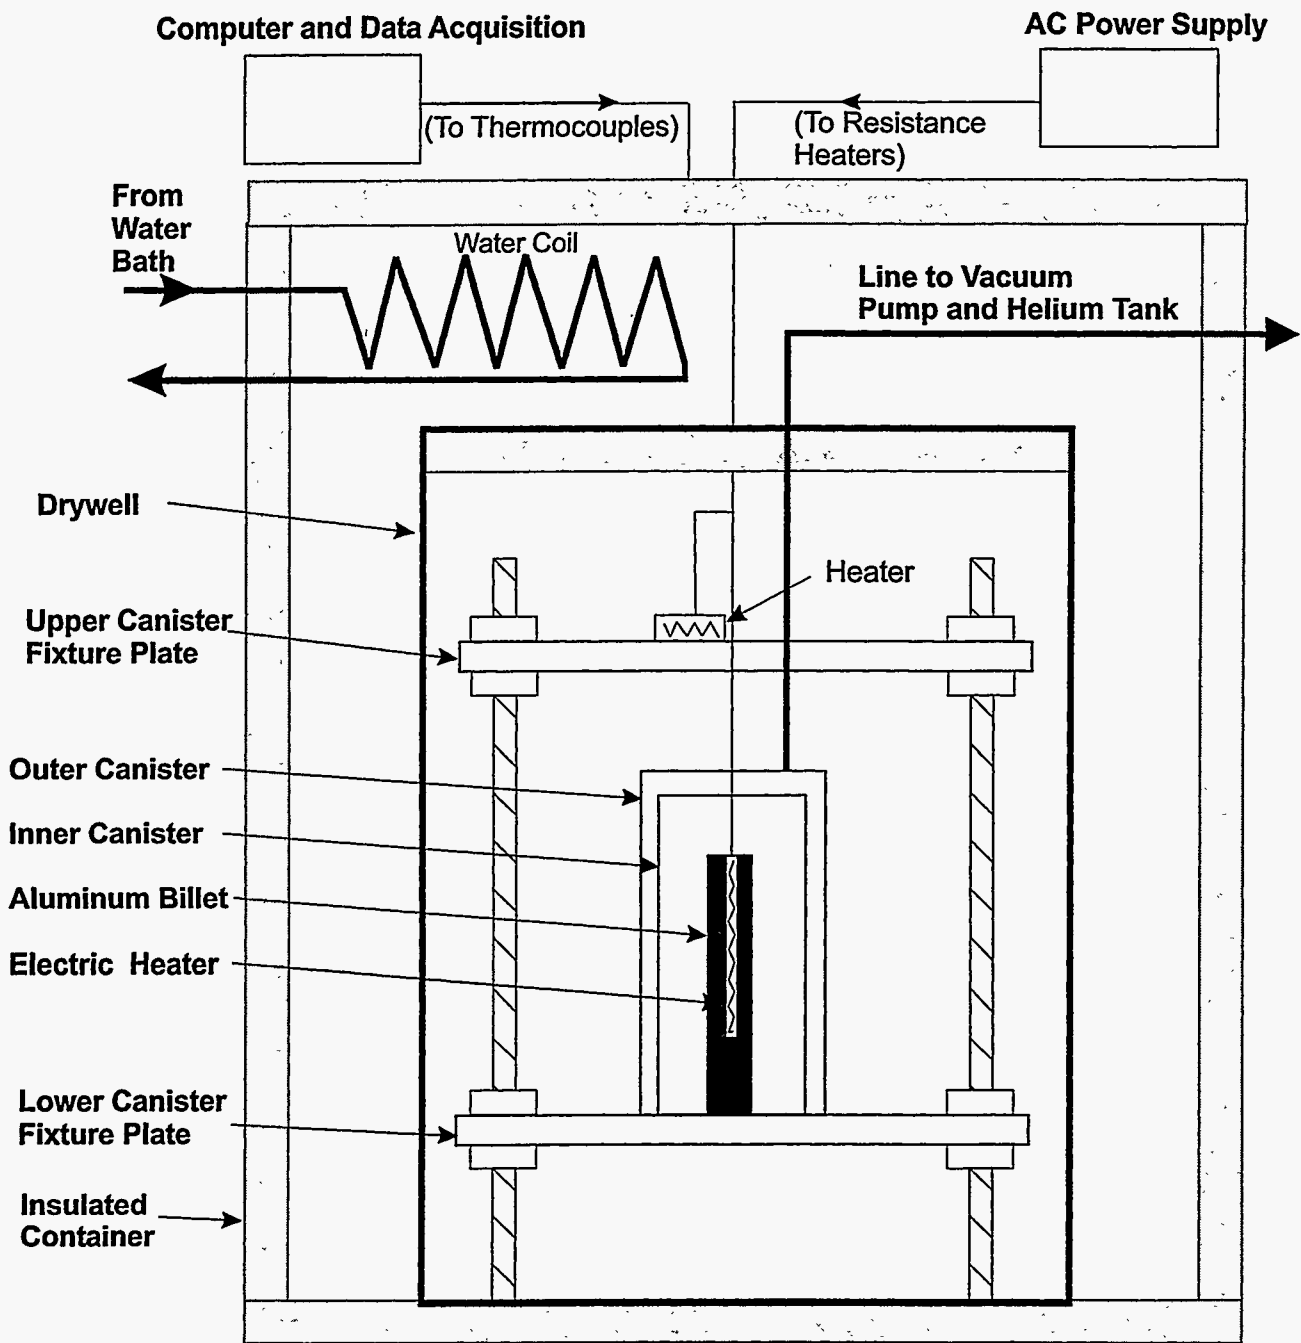 Computer and Data Acquisition
AC Power Supply
(To Thermocouples)
(To Resistance
Heaters)
From
Water
Bath
Water Coil
Line to Vacuum
Pump and Helium Tank
Drywell
Heater
Upper Canister
Fixture Plate
Outer Canister
Inner Canister
Aluminum Billet
Electric Heater
Lower Canister
Fixture Plate
Insulated
Container